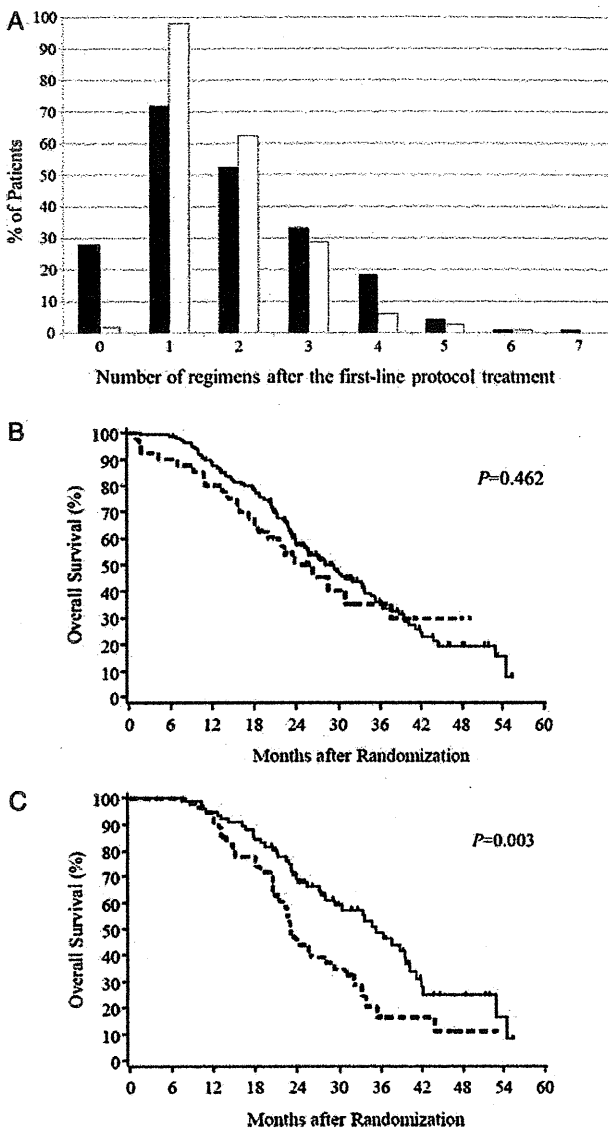 A
100
90
80
70
60
50
40
30
20
10
0
% of Patients
0 1 2 3 4 5 6 7
Number of regimens after the first-line protocol treatment
B
100
90
80
70
60
50
40
30
20
10
0
Overall Survival (%)
P=0.462
0 6 12 18 24 30 36 42 48 54 60
Months after Randomization
C
100
90
80
70
60
50
40
30
20
10
0
Overall Survival (%)
P=0.003
0 6 12 18 24 30 36 42 48 54 60
Months after Randomization